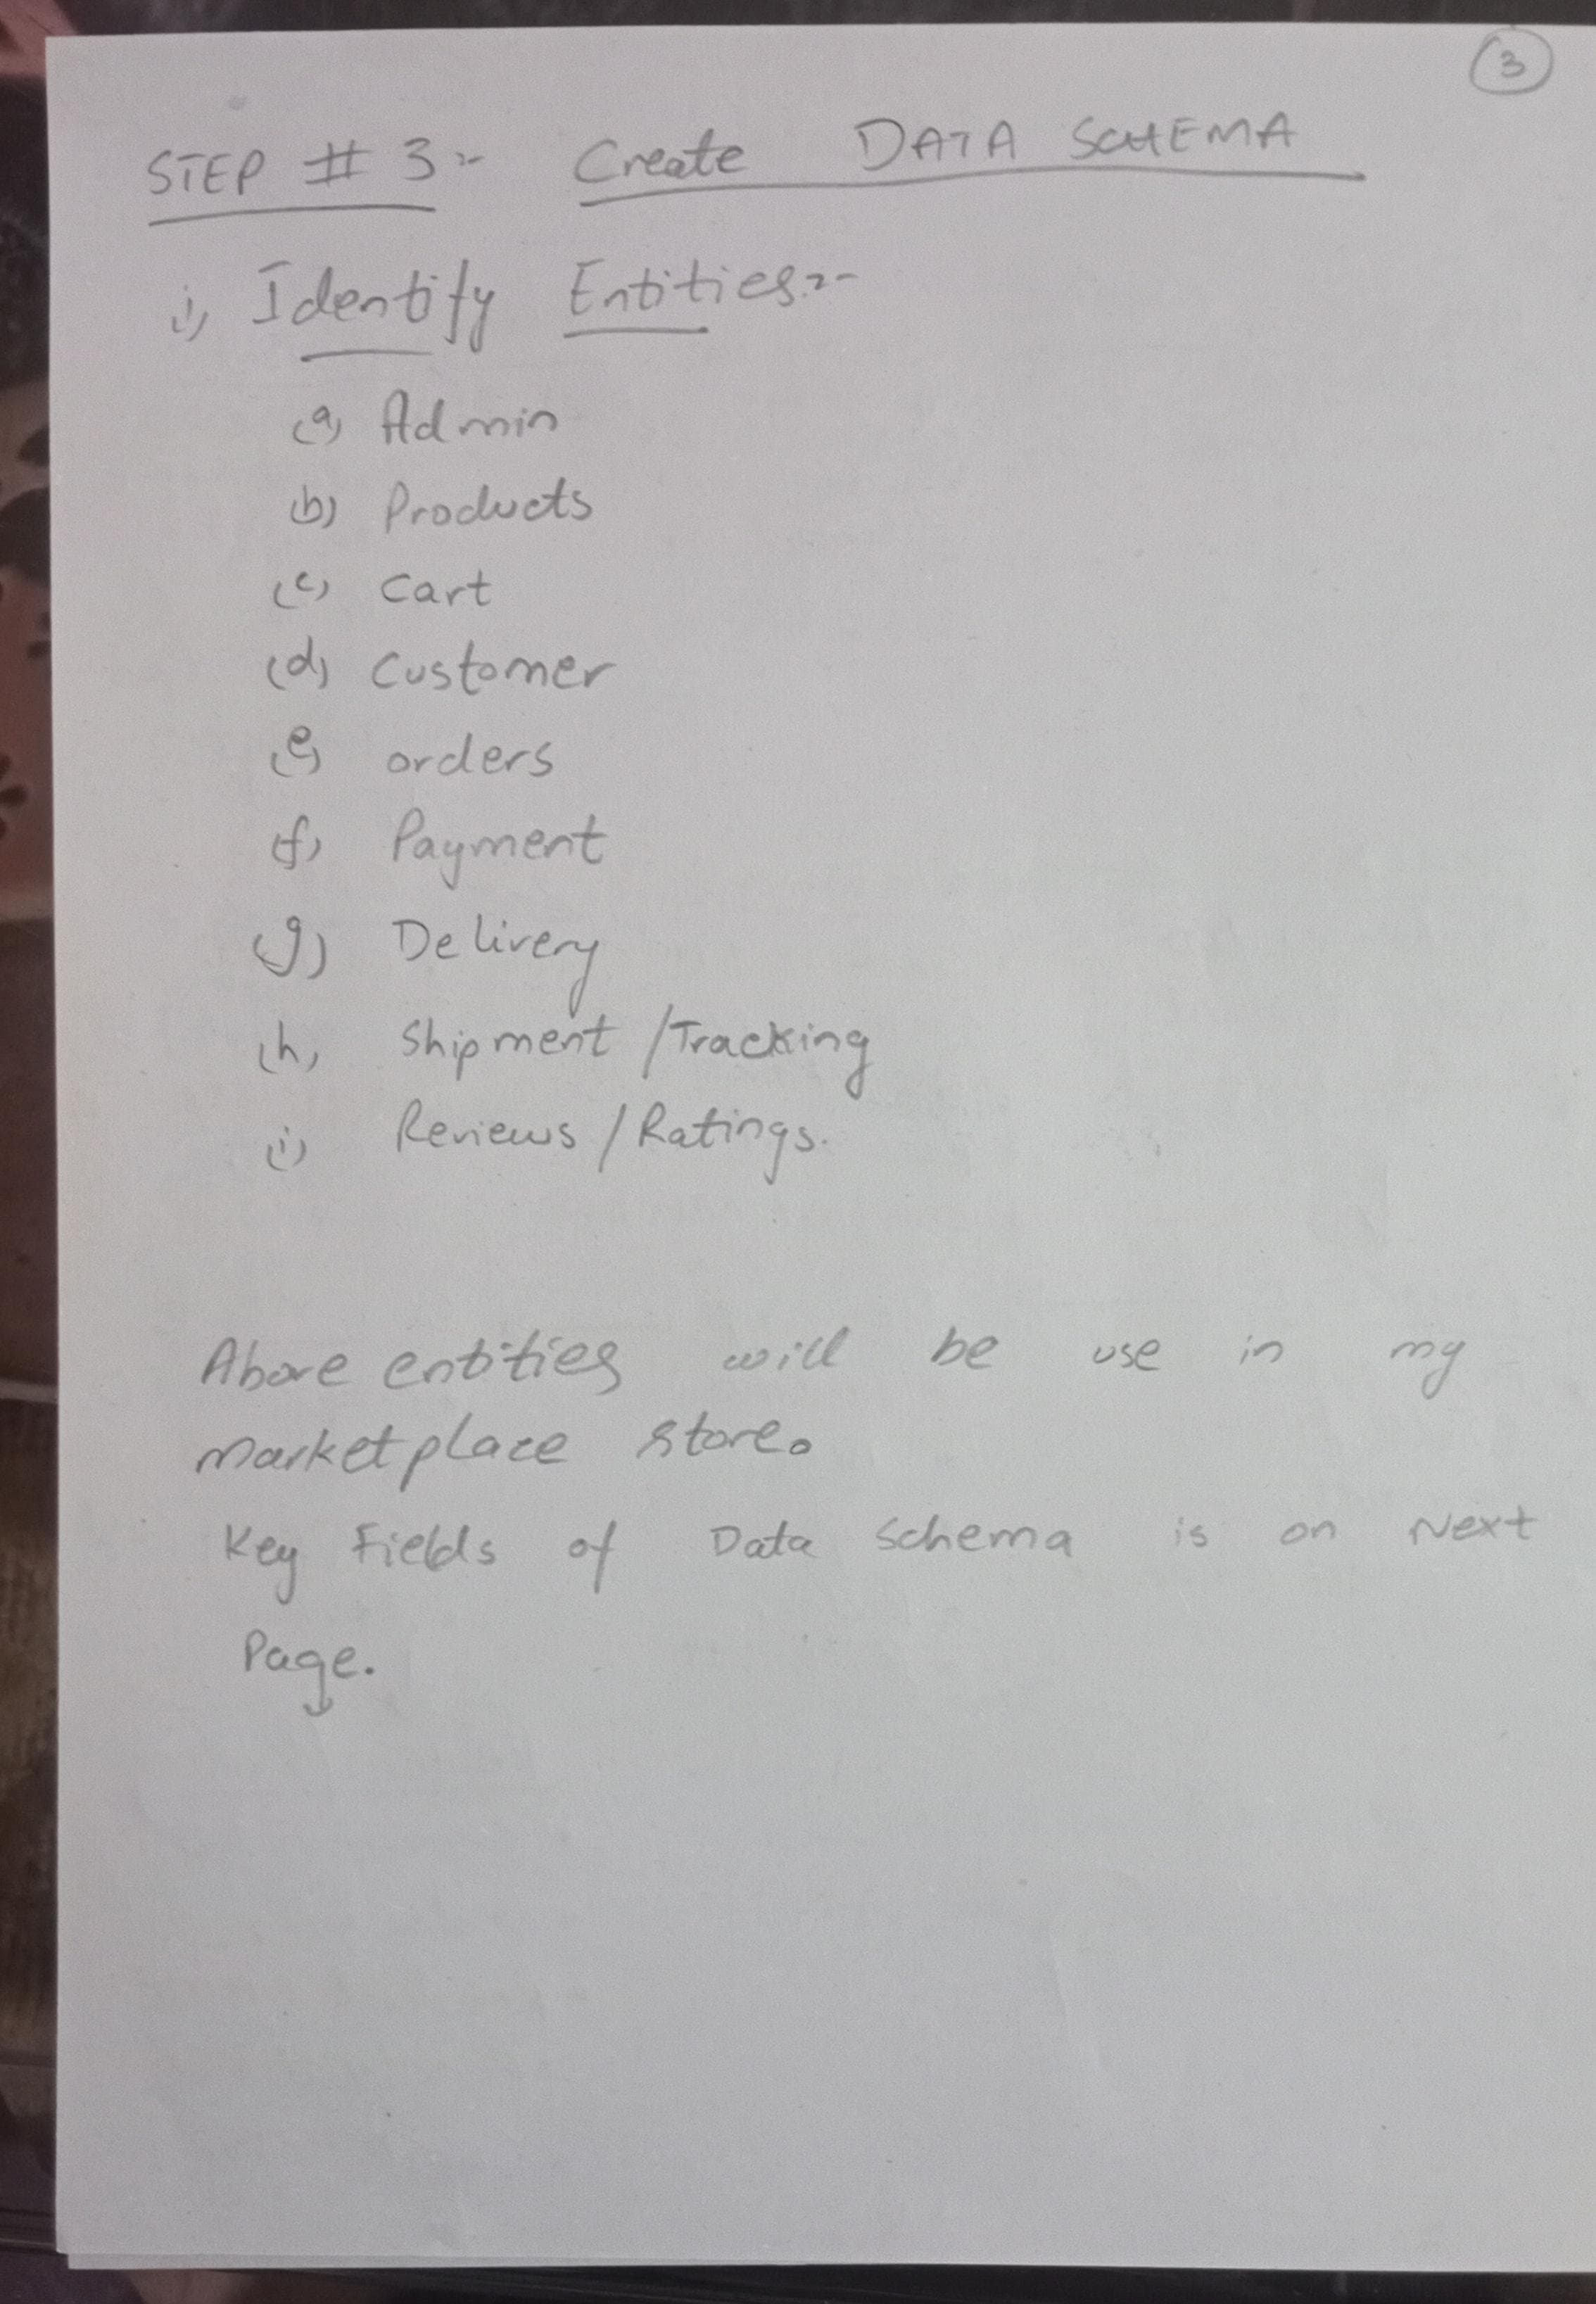 3
STEP # 3:- Create DATA SCHEMA
i) Identify Entities:-
(a) Admin
(b) Products
(c) Cart
(d) Customer
(e) orders
(f) Payment
(g) Delivery
(h) Shipment / Tracking
(i) Reviews / Ratings.
Above entities will be use in my
marketplace store.
Key Fields of Data Schema is on Next
Page.